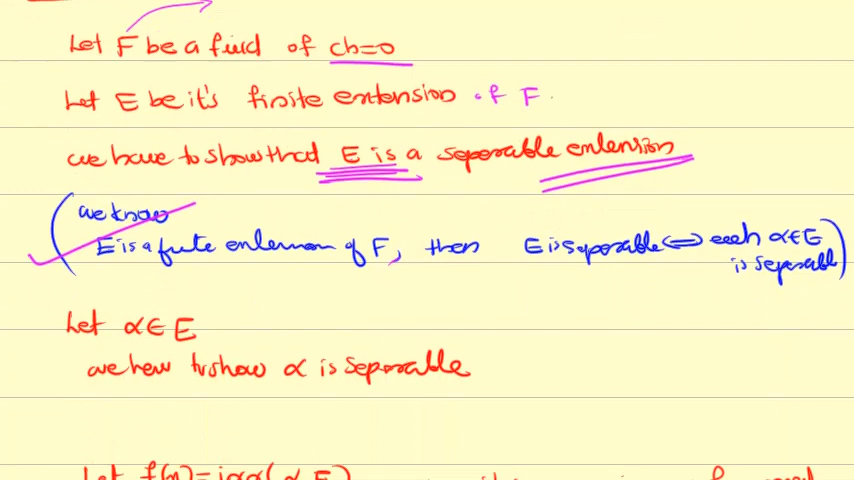 Let F be a field of ch=0
Let E be it's finite extension of F.
we have to show that E is a separable extension
(we know
E is a finite extension of F, then E is separable ⟺ each α∈E
is separable)
Let α∈E
we have to show α is separable
Let f(x)=irr(α, F)